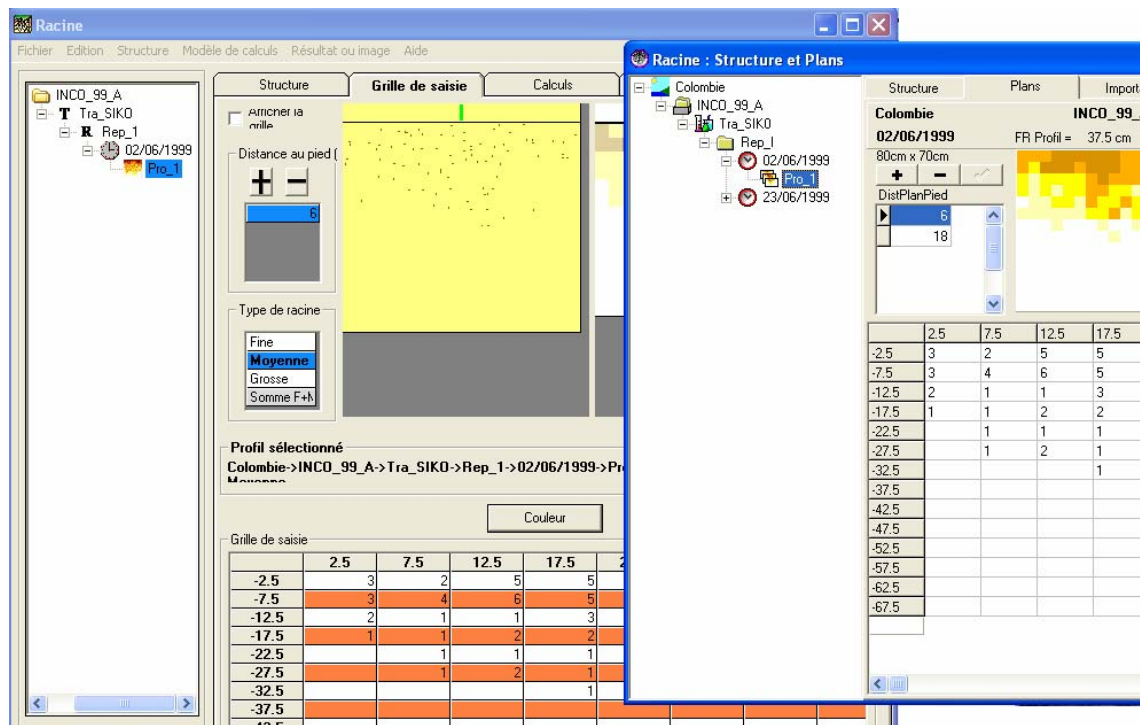 Racine
Fichier Edition Structure Modèle de calculs Résultat ou image Aide
INCO_99_A
T Tra_SIKO
R Rep_1
02/06/1999
Pro_1
Structure Grille de saisie Calculs
Afficher la
grille
Distance au pied (
+ −
6
Type de racine
Fine
Moyenne
Grosse
Somme F+M
Profil sélectionné
Colombie->INCO_99_A->Tra_SIKO->Rep_1->02/06/1999->Pr
Moyenne
Couleur
Grille de saisie
2.5 7.5 12.5 17.5 2
-2.5 3 2 5 5
-7.5 3 4 6 5
-12.5 2 1 1 3
-17.5 1 1 2 2
-22.5 1 1 1
-27.5 1 2 1
-32.5 1
-37.5
Racine : Structure et Plans
Colombie
INCO_99_A
Tra_SIKO
Rep_I
02/06/1999
Pro_1
23/06/1999
Structure Plans Import
Colombie INCO_99_A
02/06/1999 FR Profil = 37.5 cm
80cm x 70cm
+ −
DistPlanPied
6
18
2.5 7.5 12.5 17.5
-2.5 3 2 5 5
-7.5 3 4 6 5
-12.5 2 1 1 3
-17.5 1 1 2 2
-22.5 1 1 1
-27.5 1 2 1
-32.5 1
-37.5
-42.5
-47.5
-52.5
-57.5
-62.5
-67.5